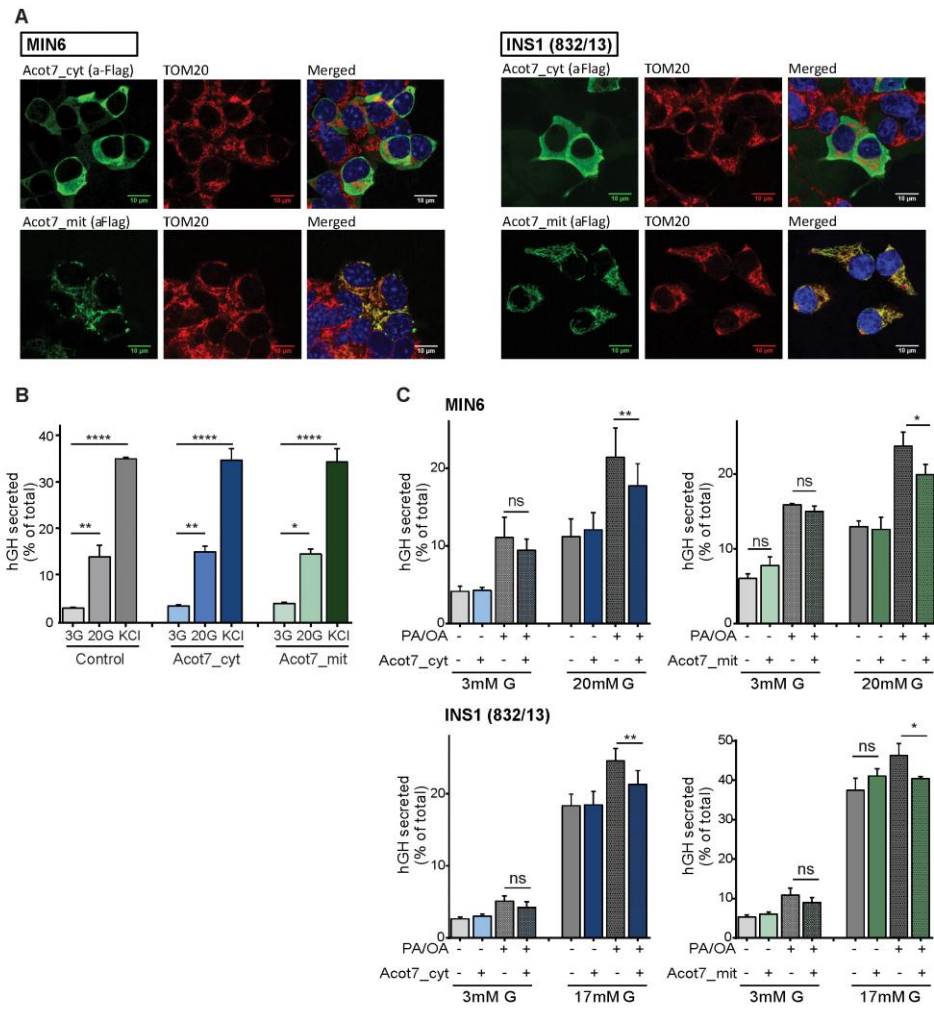 A
MIN6
INS1 (832/13)
Acot7_cyt (a-Flag) TOM20 Merged
Acot7_cyt (aFlag) TOM20 Merged
10 µm 10 µm 10 µm 10 µm 10 µm 10 µm
Acot7_mit (aFlag) TOM20 Merged
Acot7_mit (aFlag) TOM20 Merged
10 µm 10 µm 10 µm 10 µm 10 µm 10 µm
B
hGH secreted
(% of total)
40
30
20
10
0
**** **** ****
** ** *
3G 20G KCl 3G 20G KCl 3G 20G KCl
Control Acot7_cyt Acot7_mit
C
MIN6
hGH secreted
(% of total)
20
10
0
ns
**
PA/OA - - + + - - + +
Acot7_cyt - + - + - + - +
3mM G 20mM G
hGH secreted
(% of total)
20
10
0
ns
ns
*
PA/OA - - + + - - + +
Acot7_mit - + - + - + - +
3mM G 20mM G
INS1 (832/13)
hGH secreted
(% of total)
20
10
0
ns
**
PA/OA - - + + - - + +
Acot7_cyt - + - + - + - +
3mM G 17mM G
hGH secreted
(% of total)
50
40
30
20
10
0
ns
ns
*
PA/OA - - + + - - + +
Acot7_mit - + - + - + - +
3mM G 17mM G